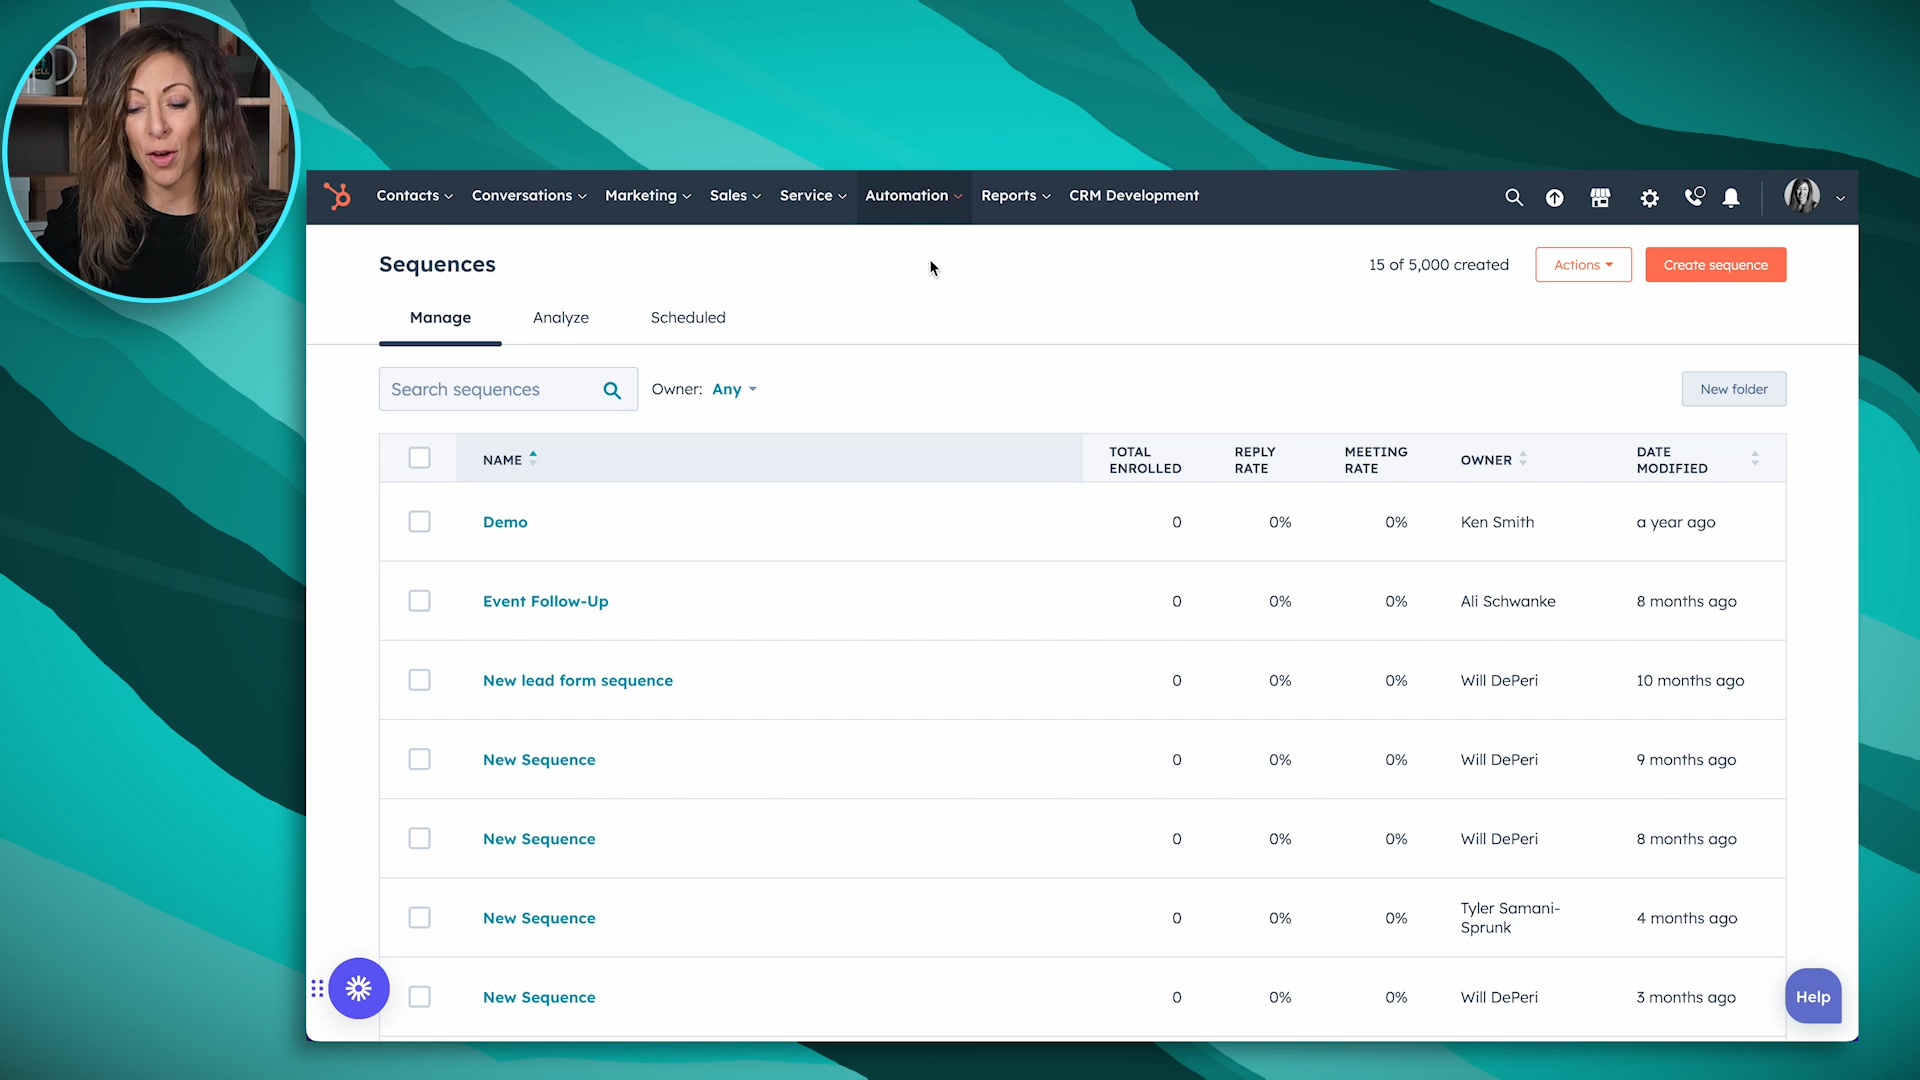 Contacts Conversations Marketing Sales Service Automation Reports CRM Development
Sequences
15 of 5,000 created
Actions
Create sequence
Manage Analyze Scheduled
Search sequences
Owner: Any
New folder
NAME
TOTAL ENROLLED
REPLY RATE
MEETING RATE
OWNER
DATE MODIFIED
Demo 0 0% 0% Ken Smith a year ago
Event Follow-Up 0 0% 0% Ali Schwanke 8 months ago
New lead form sequence 0 0% 0% Will DePeri 10 months ago
New Sequence 0 0% 0% Will DePeri 9 months ago
New Sequence 0 0% 0% Will DePeri 8 months ago
New Sequence 0 0% 0% Tyler Samani-
Sprunk 4 months ago
New Sequence 0 0% 0% Will DePeri 3 months ago
Help